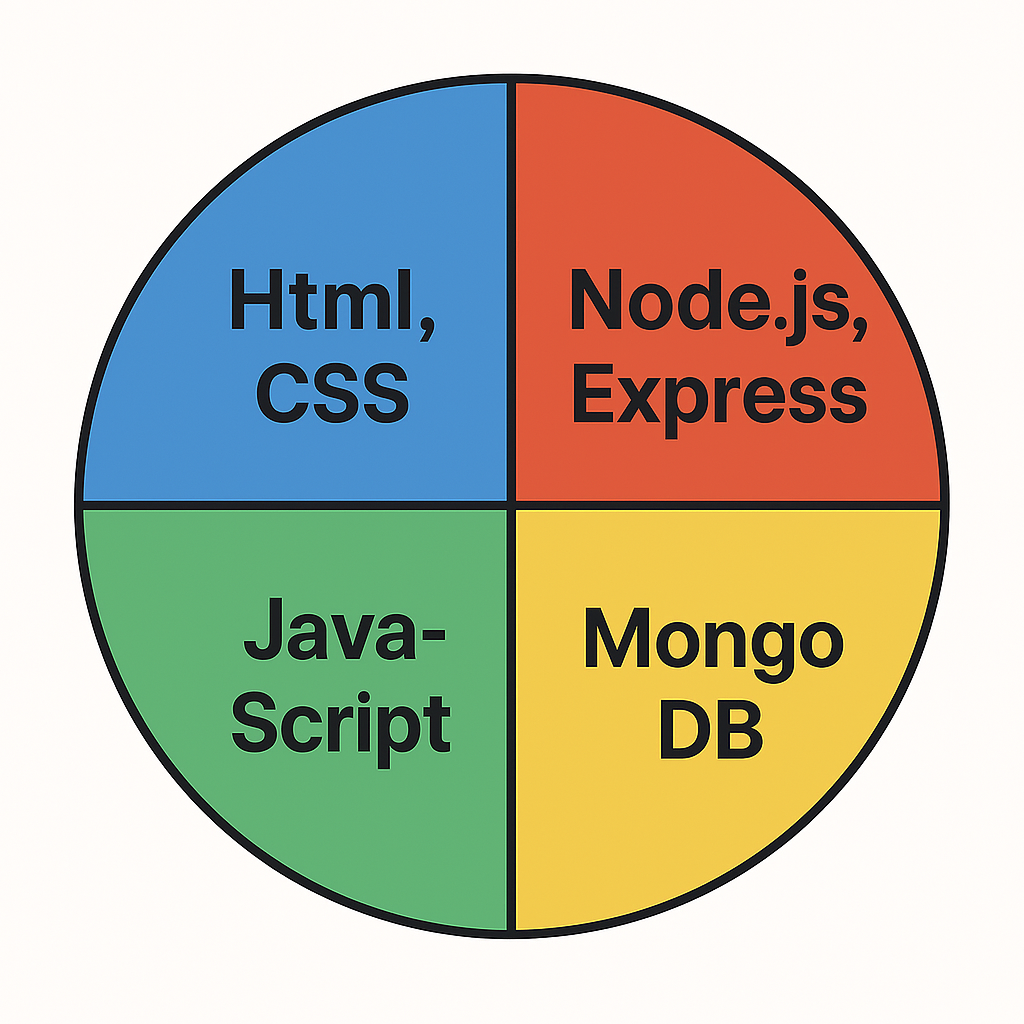 Html,
CSS
Node.js,
Express
Java-
Script
Mongo
DB